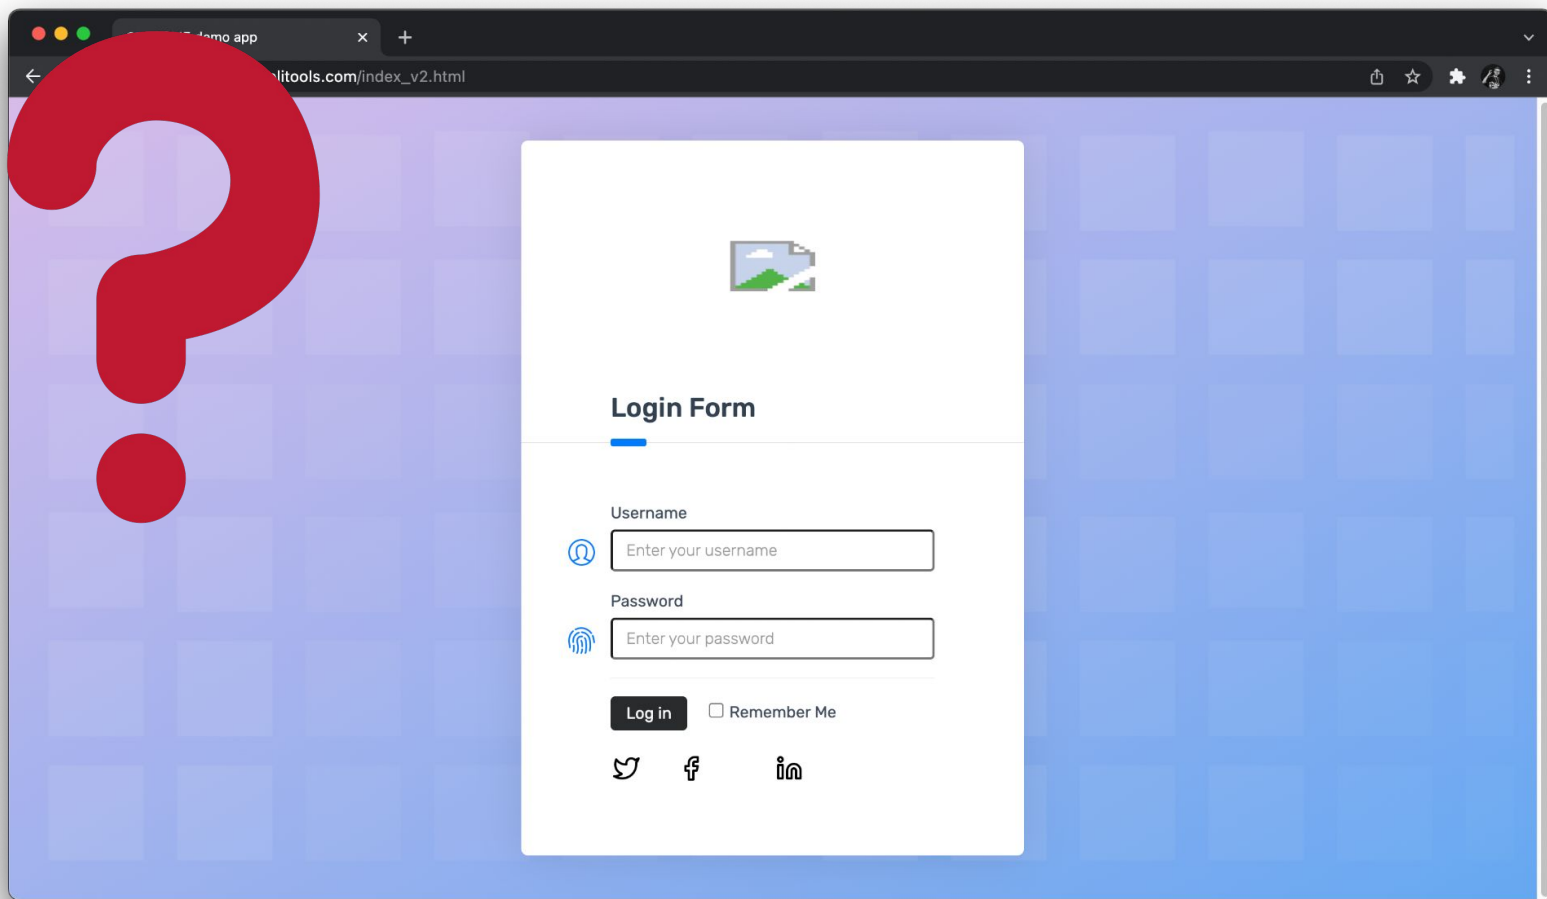 demo app
litools.com/index_v2.html
Login Form
Username
Enter your username
Password
Enter your password
Log in
Remember Me